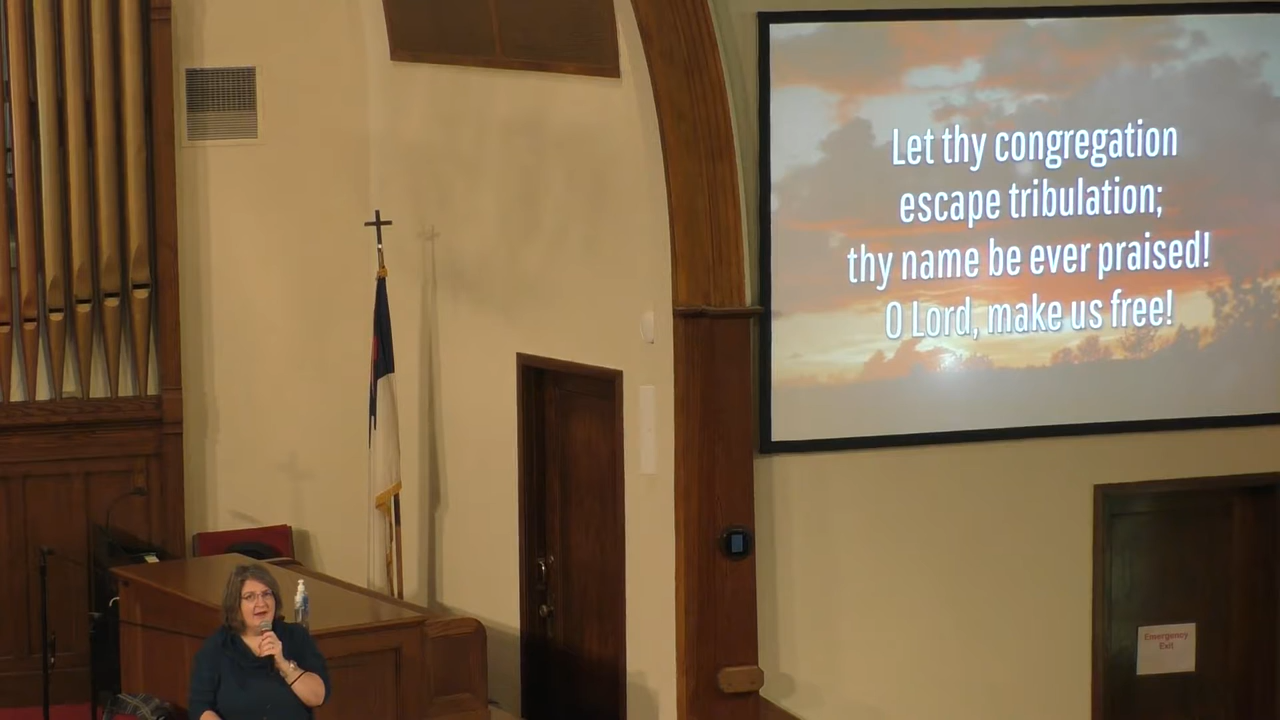 Let thy congregation
escape tribulation;
thy name be ever praised!
O Lord, make us free!
Emergency
Exit